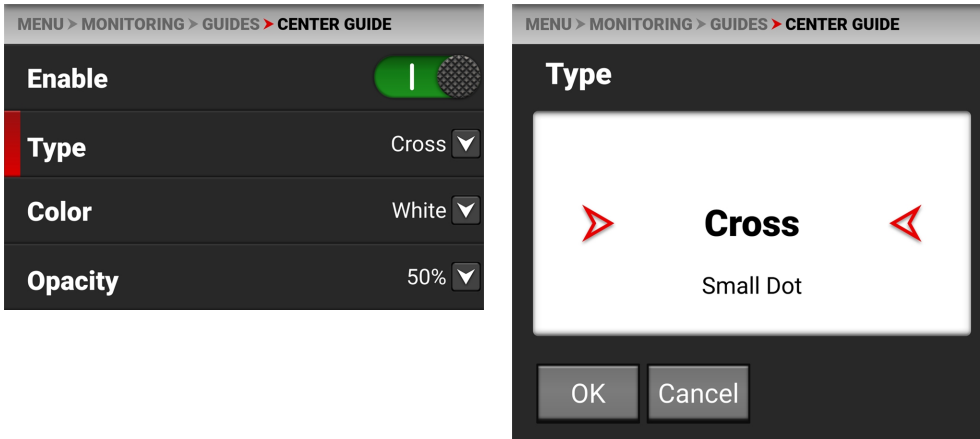 MENU > MONITORING > GUIDES > CENTER GUIDE
Enable
Type Cross
Color White
Opacity 50%
MENU > MONITORING > GUIDES > CENTER GUIDE
Type
Cross
Small Dot
OK Cancel